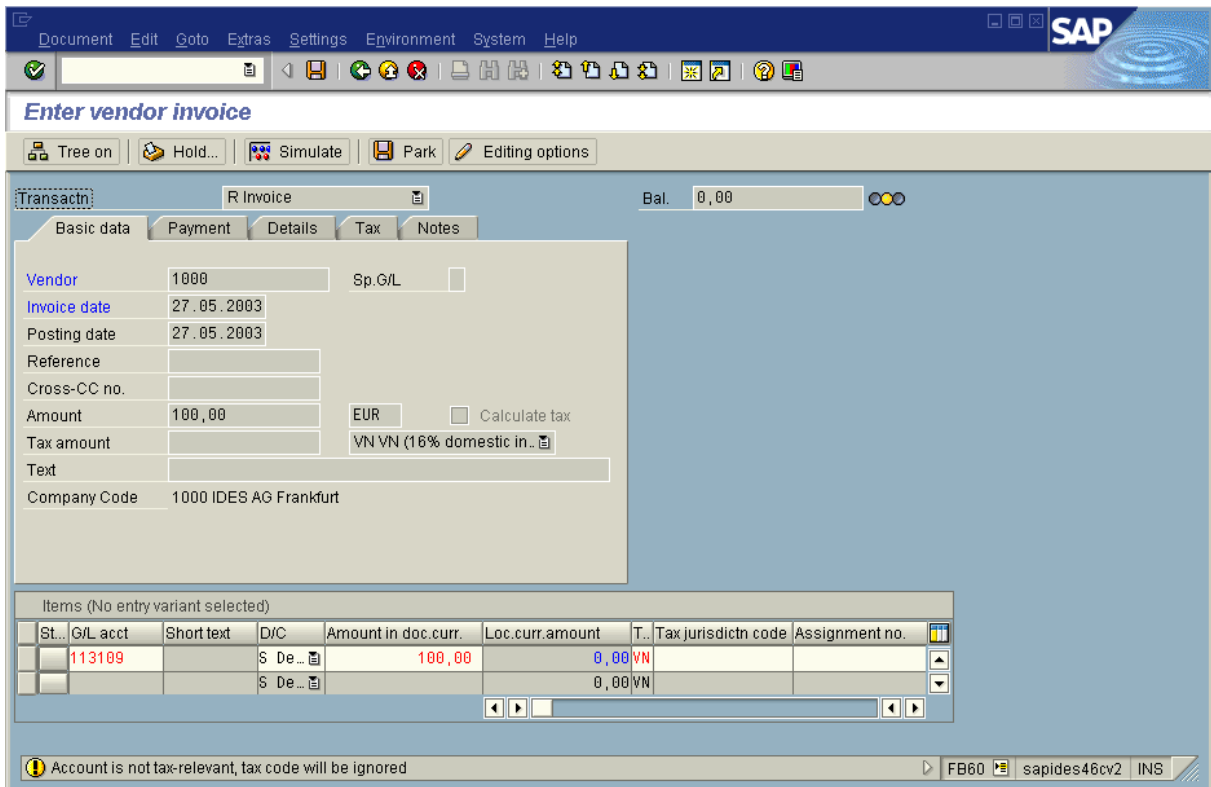 Document Edit Goto Extras Settings Environment System Help
SAP
Enter vendor invoice
Tree on Hold... Simulate Park Editing options
Transactn R Invoice Bal. 0,00
Basic data Payment Details Tax Notes
Vendor 1000 Sp.G/L
Invoice date 27.05.2003
Posting date 27.05.2003
Reference
Cross-CC no.
Amount 100,00 EUR Calculate tax
Tax amount VN VN (16% domestic in..
Text
Company Code 1000 IDES AG Frankfurt
Items (No entry variant selected)
St... G/L acct Short text D/C Amount in doc.curr. Loc.curr.amount T.. Tax jurisdictn code Assignment no.
113109 S De... 100,00 0,00 VN
S De... 0,00 VN
Account is not tax-relevant, tax code will be ignored FB60 sapides46cv2 INS